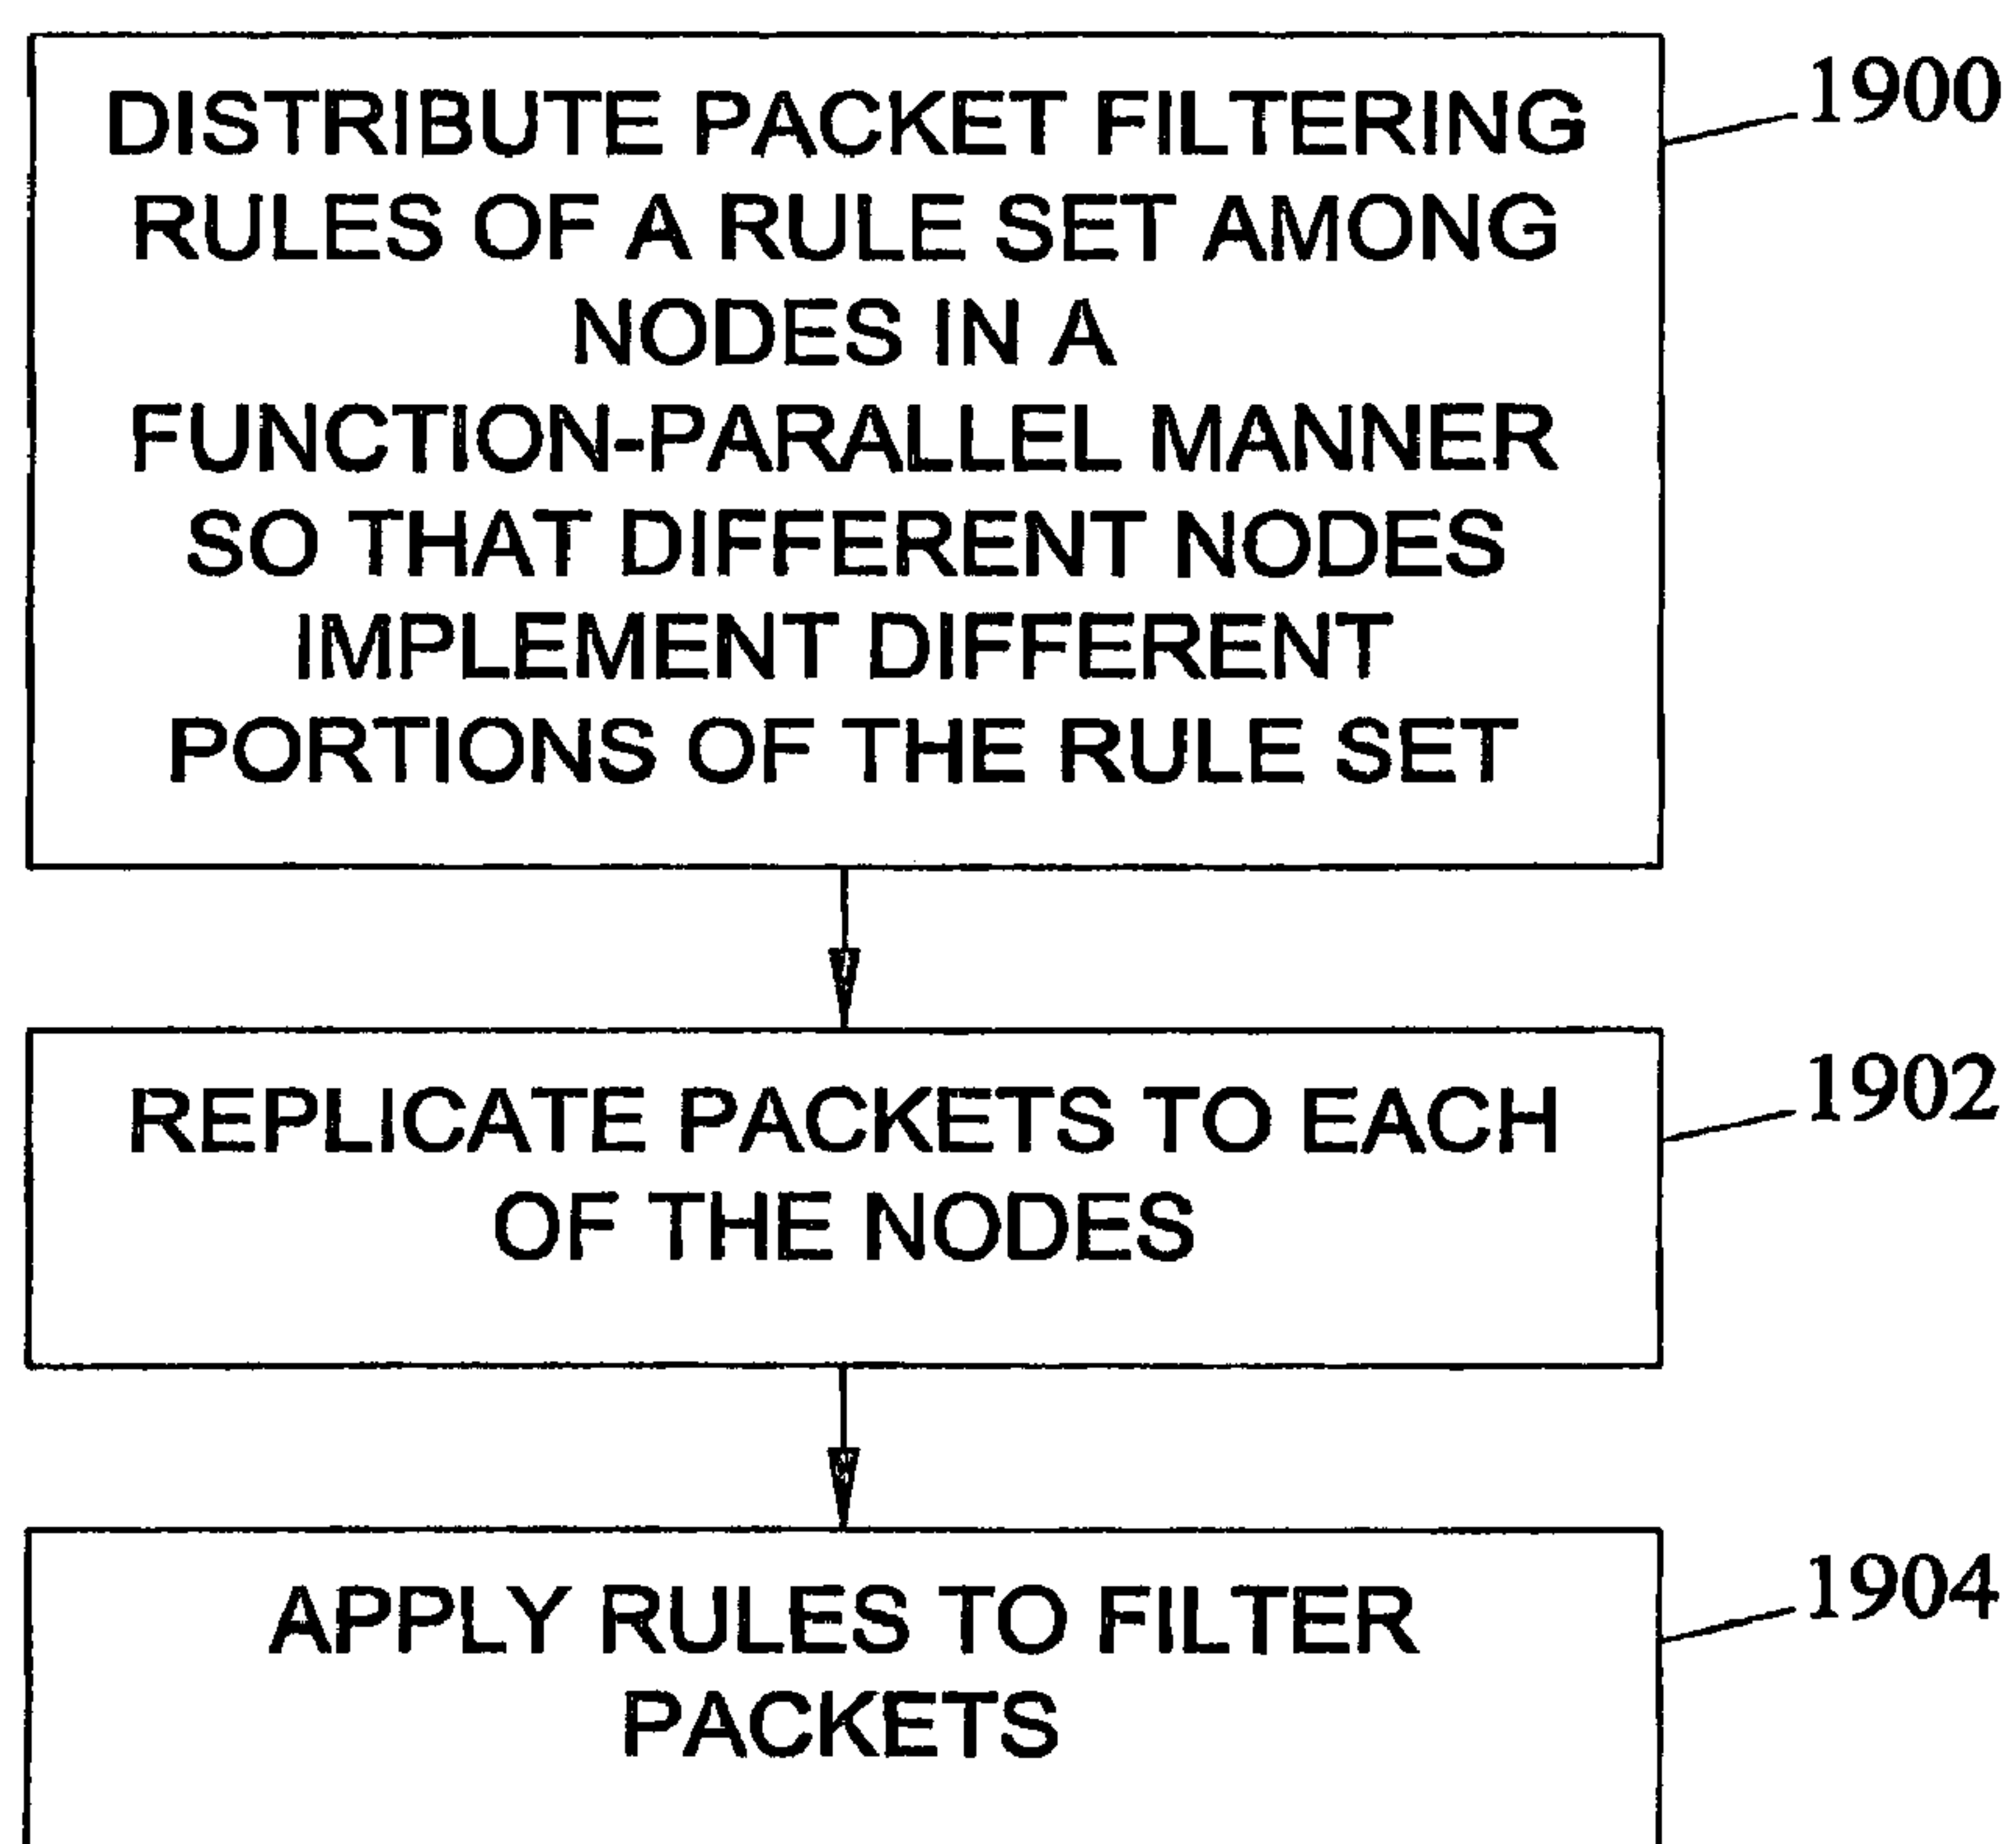 DISTRIBUTE PACKET FILTERING
RULES OF A RULE SET AMONG
NODES IN A
FUNCTION-PARALLEL MANNER
SO THAT DIFFERENT NODES
IMPLEMENT DIFFERENT
PORTIONS OF THE RULE SET
1900
REPLICATE PACKETS TO EACH
OF THE NODES
1902
APPLY RULES TO FILTER
PACKETS
1904